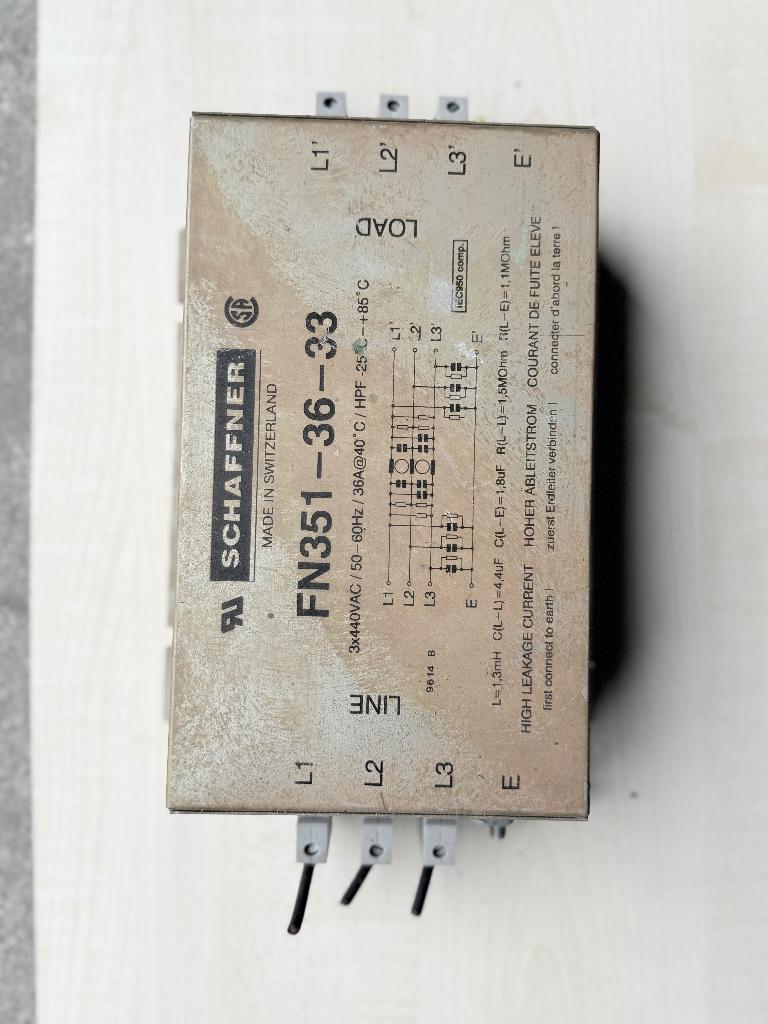 SCHAFFNER
MADE IN SWITZERLAND
FN351–36–33
3x440VAC / 50–60Hz / 36A@40°C / HPF -25°C–+85°C
LINE
LOAD
L1
L1'
L2
L2'
L3
L3'
E
E'
L1
L1'
L2
L2'
L3
L3'
E
E'
9614 B
IEC950 comp.
L=1,3mH C(L–L)=4,4uF C(L–E)=1,8uF R(L–L)=1,5MOhm R(L–E)=1,1MOhm
HIGH LEAKAGE CURRENT HOHER ABLEITSTROM COURANT DE FUITE ELEVE
first connect to earth ! zuerst Erdleiter verbinden ! connecter d'abord la terre !